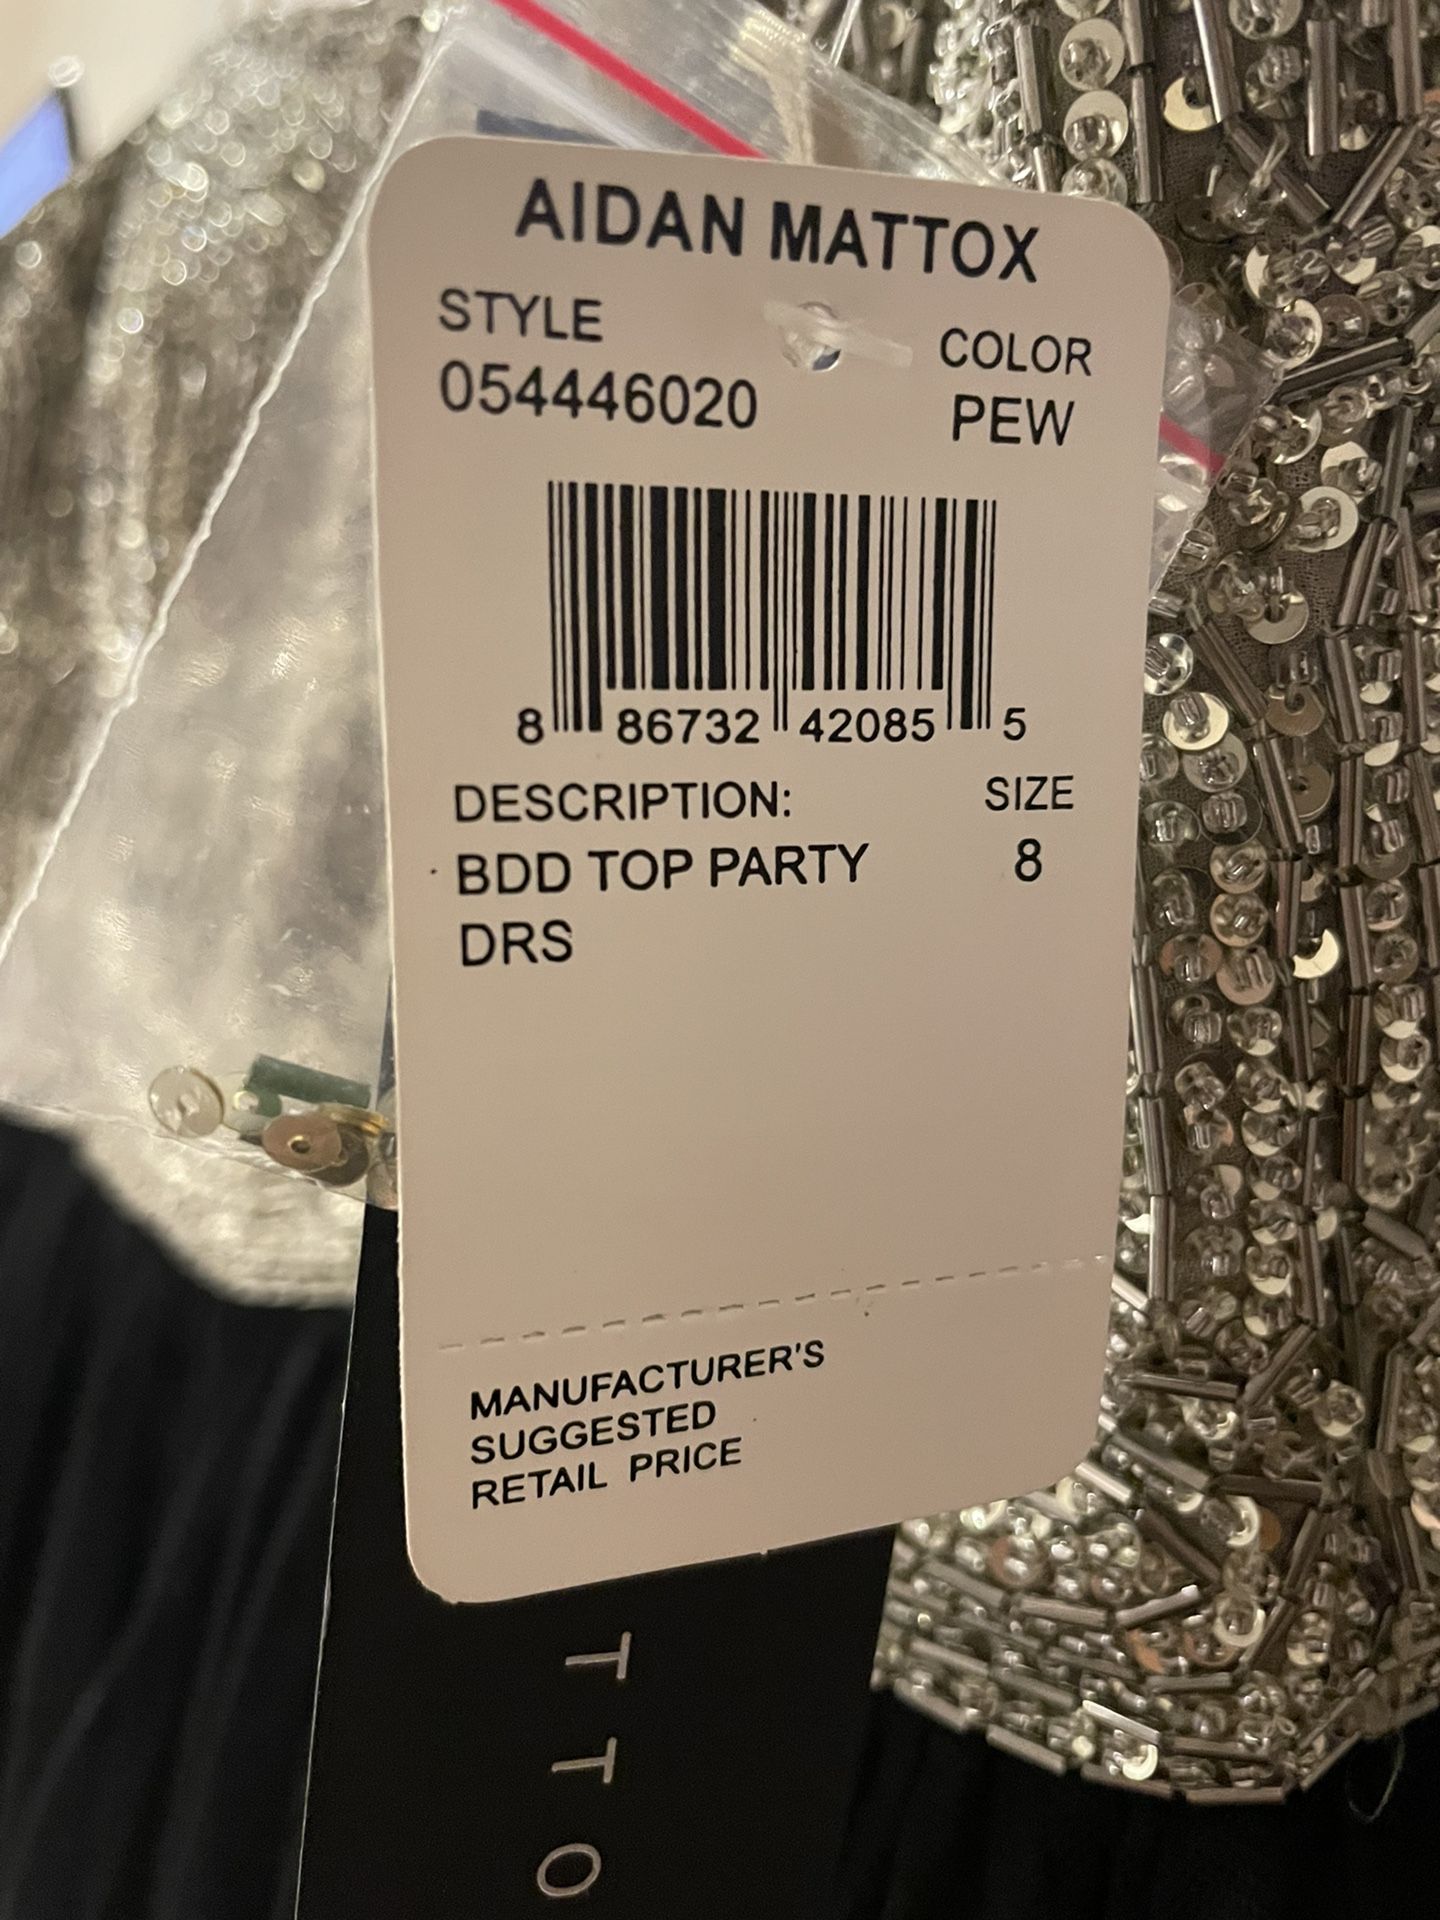 AIDAN MATTOX
STYLE
COLOR
054446020
PEW
8 86732 42085 5
DESCRIPTION:
SIZE
BDD TOP PARTY
8
DRS
MANUFACTURER'S
SUGGESTED
RETAIL PRICE
TTO